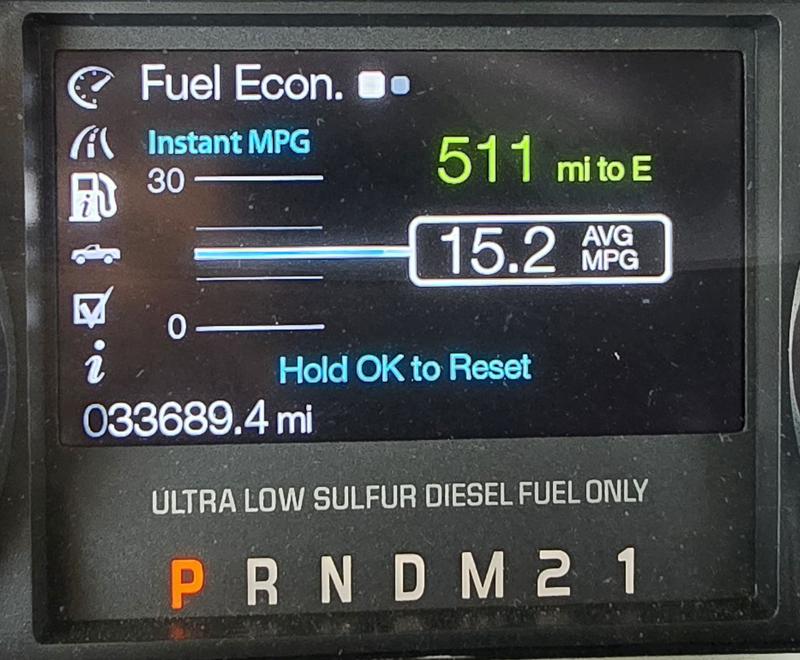 Fuel Econ.
Instant MPG
30
511 mi to E
15.2 AVG
MPG
0
Hold OK to Reset
i
033689.4 mi
ULTRA LOW SULFUR DIESEL FUEL ONLY
P R N D M 2 1